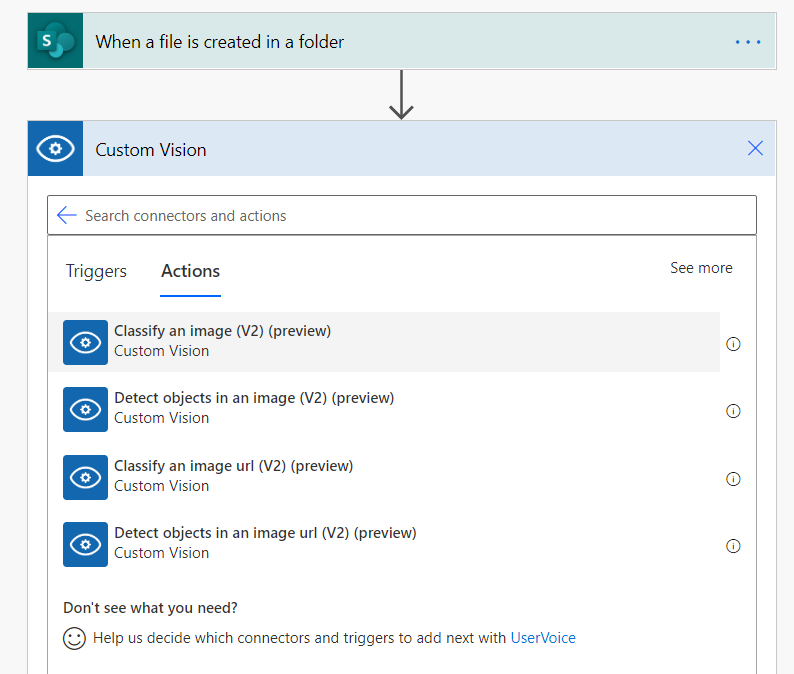 S
When a file is created in a folder
Custom Vision
Search connectors and actions
Triggers Actions See more
Classify an image (V2) (preview)
Custom Vision
Detect objects in an image (V2) (preview)
Custom Vision
Classify an image url (V2) (preview)
Custom Vision
Detect objects in an image url (V2) (preview)
Custom Vision
Don't see what you need?
Help us decide which connectors and triggers to add next with UserVoice